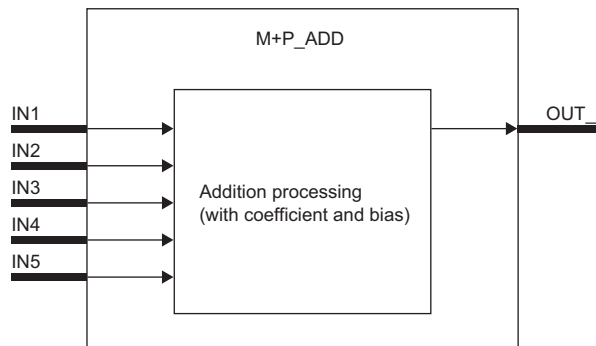 M+P_ADD
IN1
OUT_
IN2
IN3
Addition processing
(with coefficient and bias)
IN4
IN5